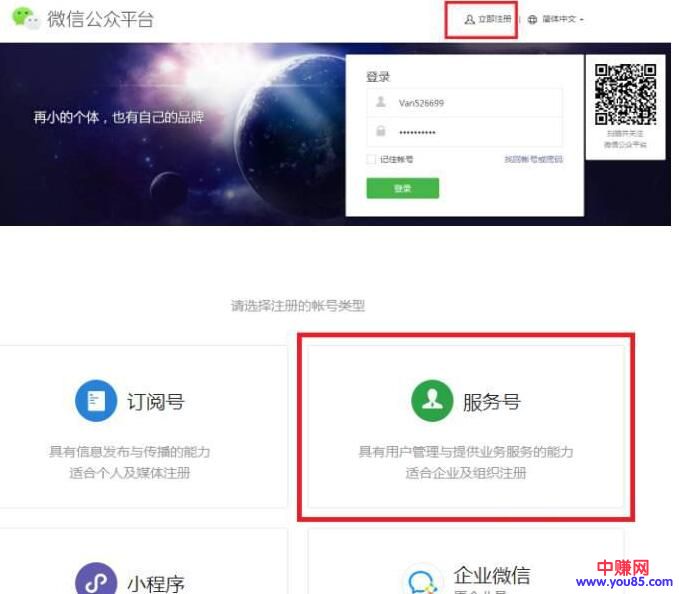 微信公众平台
立即注册
简体中文
再小的个体，也有自己的品牌
登录
Van526699
••••••••••
记住帐号
找回帐号或密码
登录
扫描并关注
微信公众平台
请选择注册的帐号类型
订阅号
具有信息发布与传播的能力
适合个人及媒体注册
服务号
具有用户管理与提供业务服务的能力
适合企业及组织注册
小程序
企业微信
中赚网
www.you85.com